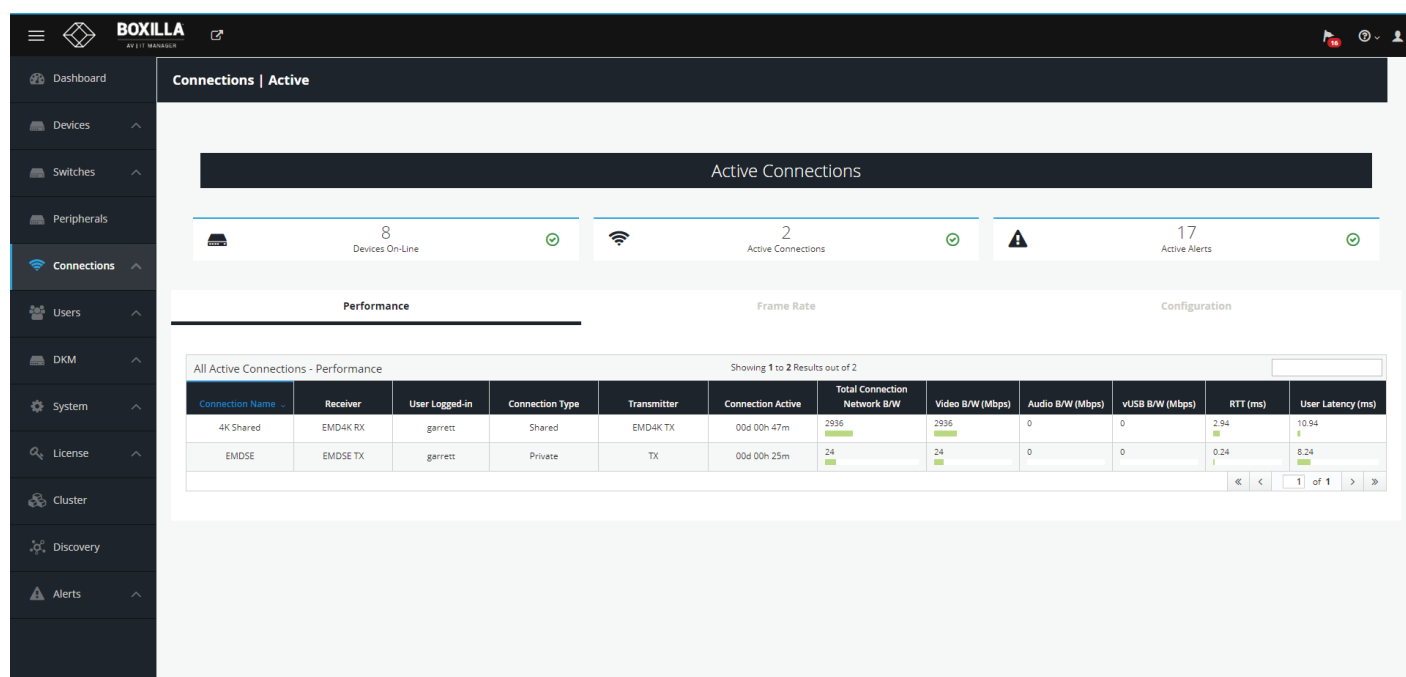 BOXILLA
AV | IT MANAGER
16
Dashboard
Connections | Active
Devices
Switches
Active Connections
Peripherals
8
Devices On-Line
2
Active Connections
17
Active Alerts
Connections
Users
Performance
Frame Rate
Configuration
DKM
All Active Connections - Performance
Showing 1 to 2 Results out of 2
System
Connection Name
Receiver
User Logged-in
Connection Type
Transmitter
Connection Active
Total Connection
Network B/W
Video B/W (Mbps)
Audio B/W (Mbps)
vUSB B/W (Mbps)
RTT (ms)
User Latency (ms)
4K Shared
EMD4K RX
garrett
Shared
EMD4K TX
00d 00h 47m
2936
2936
0
0
2.94
10.94
License
EMDSE
EMDSE TX
garrett
Private
TX
00d 00h 25m
24
24
0
0
0.24
8.24
« < 1 of 1 > »
Cluster
Discovery
Alerts